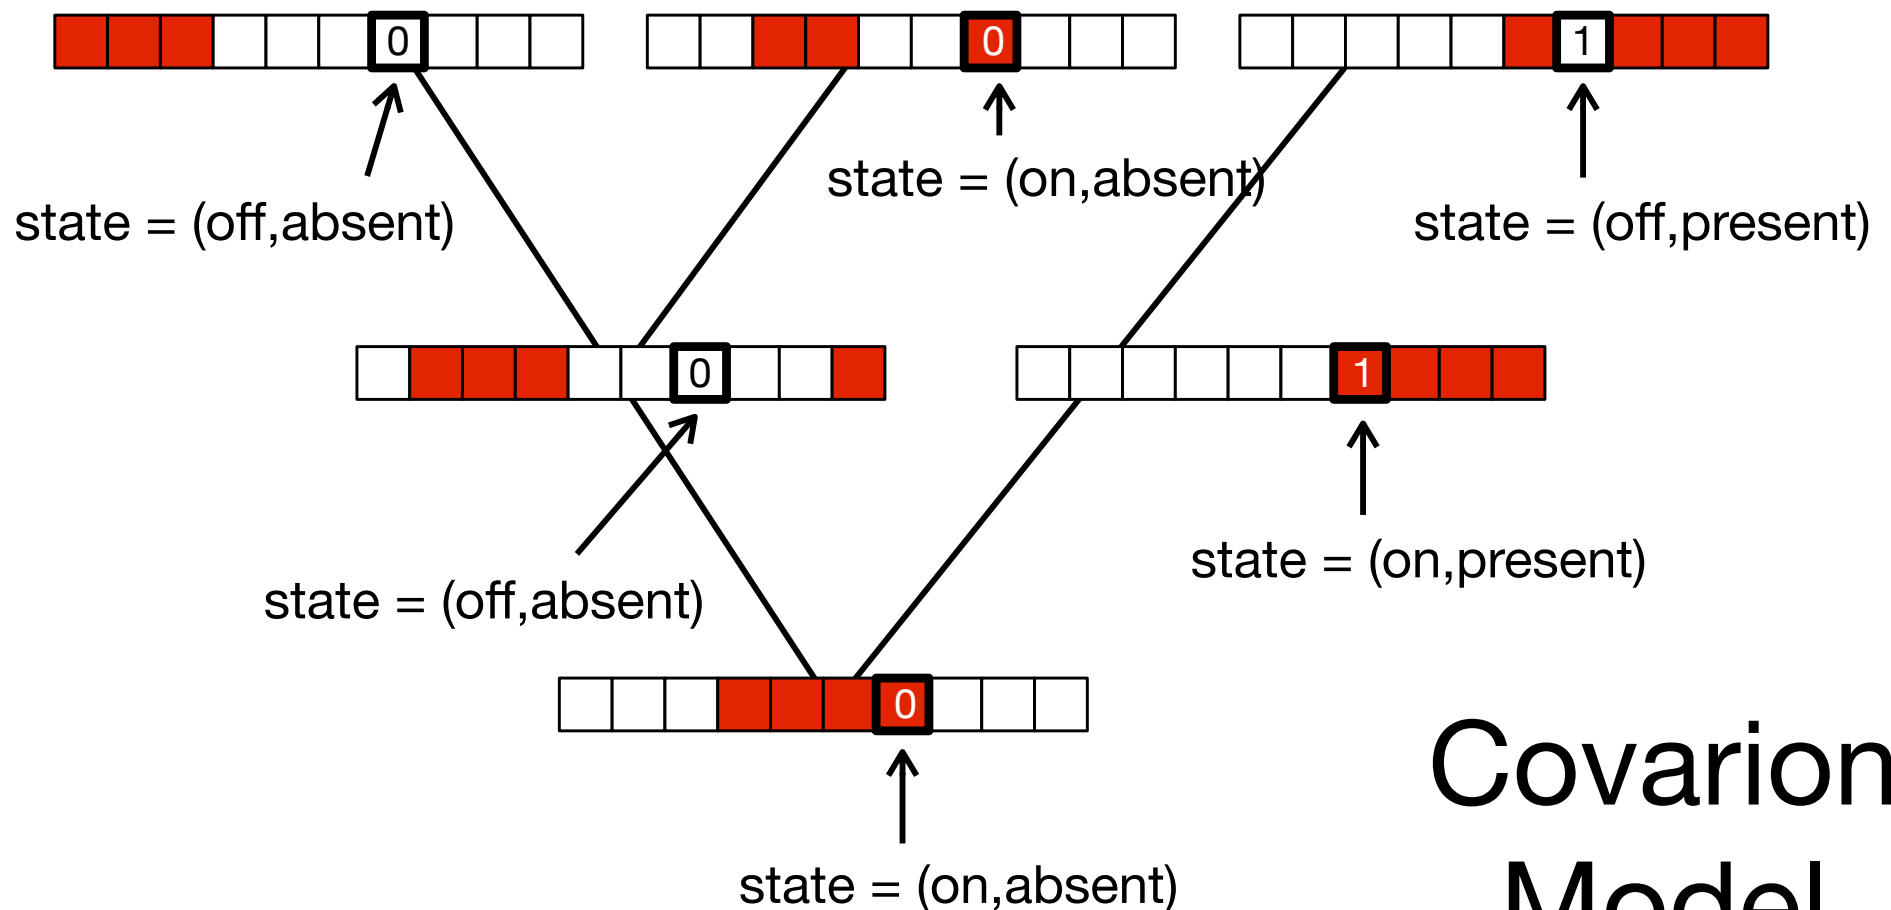 0
0
1
state = (off,absent)
state = (on,absent)
state = (off,present)
0
1
state = (off,absent)
state = (on,present)
0
state = (on,absent)
Covarion
Model